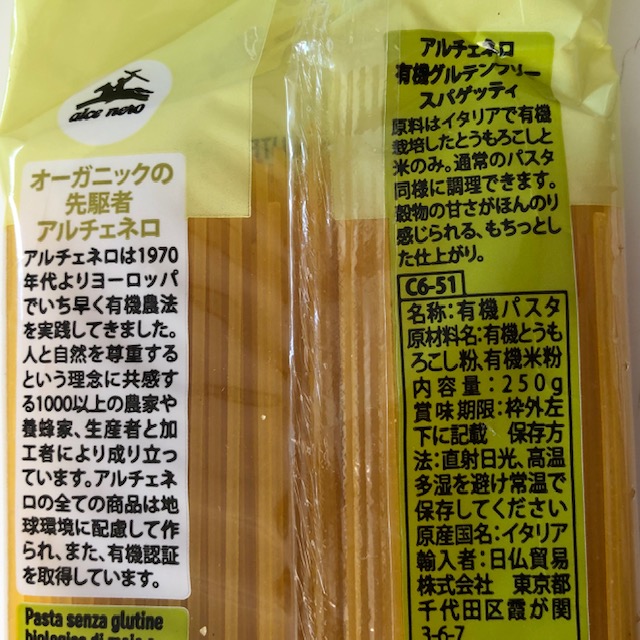 alce nero
オーガニックの
先駆者
アルチェネロ
アルチェネロは1970
年代よりヨーロッパ
でいち早く有機農法
を実践してきました。
人と自然を尊重する
という理念に共感す
る1000以上の農家や
養蜂家、生産者と加
工者により成り立っ
ています。アルチェネ
ロの全ての商品は地
球環境に配慮して作
られ、また、有機認証
を取得しています。
Pasta senza glutine
biologica di mais e
アルチェネロ
有機グルテンフリー
スパゲッティ
原料はイタリアで有機
栽培したとうもろこしと
米のみ。通常のパスタ
同様に調理できます。
穀物の甘さがほんのり
感じられる、もちっとし
た仕上がり。
C6-51
名称:有機パスタ
原材料名:有機とうも
ろこし粉、有機米粉
内容量:250g
賞味期限:枠外左
下に記載 保存方
法:直射日光、高温
多湿を避け常温で
保存してください
原産国名:イタリア
輸入者:日仏貿易
株式会社 東京都
千代田区霞が関
3-6-7